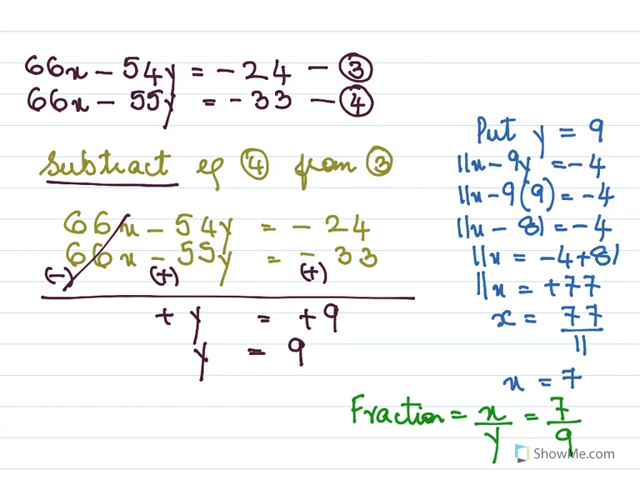 66x - 54y = -24 - ③
66x - 55y = -33 - ④
Subtract eq ④ from ③
66x - 54y = -24
66x - 55y = -33
(-) (+) (+)
+ y = +9
y = 9
Put y = 9
11x - 9y = -4
11x - 9(9) = -4
11x - 81 = -4
11x = -4+81
11x = +77
x = 77/11
x = 7
Fraction = x/y = 7/9
ShowMe.com